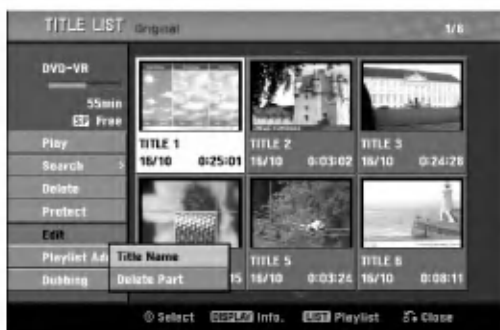 TITLE LIST Original 1/6
DVD-VR
55min
SP Free
Play
Search >
Delete
Protect
Edit
Playlist Add
Dubbing
Title Name
Delete Part
TITLE 1
16/10 0:25:01
TITLE 2
16/10 0:03:02
TITLE 3
16/10 0:24:28
15
TITLE 5
16/10 0:03:24
TITLE 6
16/10 0:08:11
Select DISPLAY Info. LIST Playlist Close